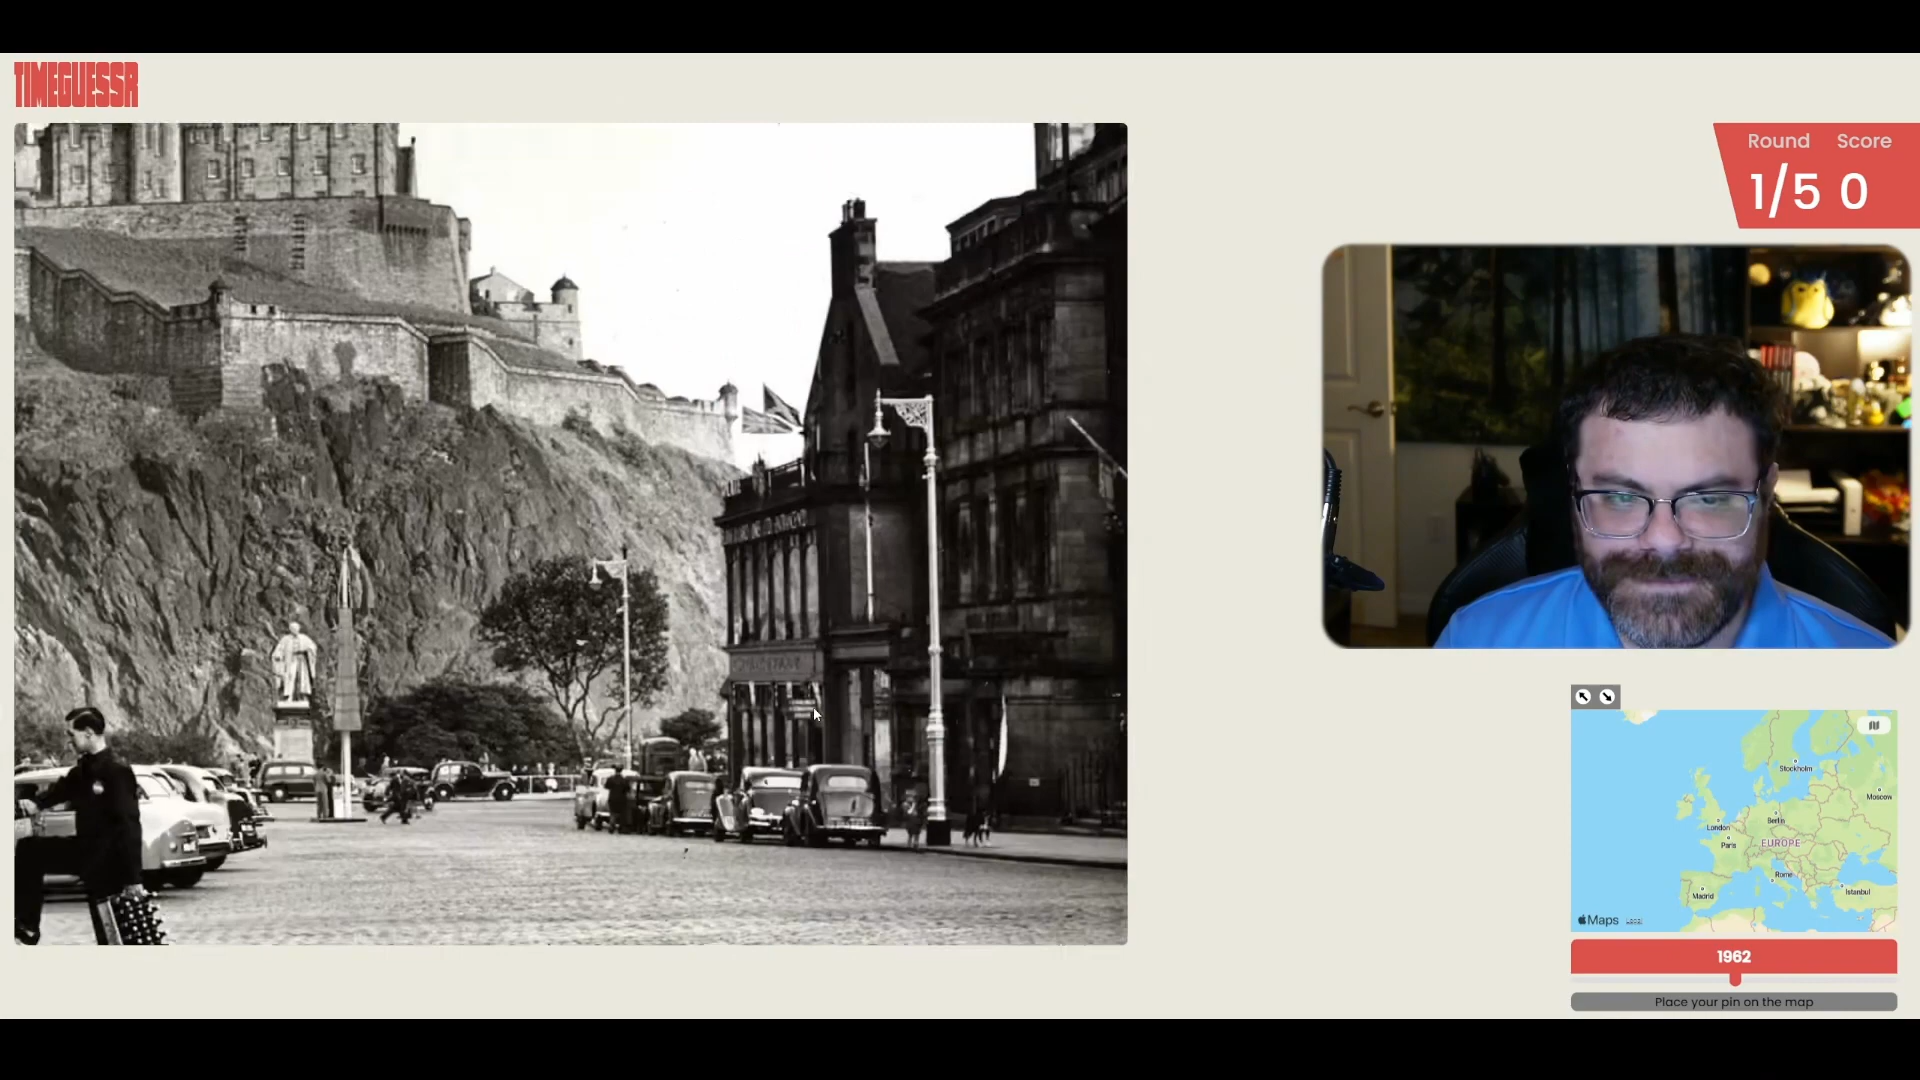 TIMEGUESSR
Round Score
1/5 0
Stockholm
Moscow
London
Berlin
Paris
EUROPE
Rome
Madrid
Istanbul
Maps
1962
Place your pin on the map